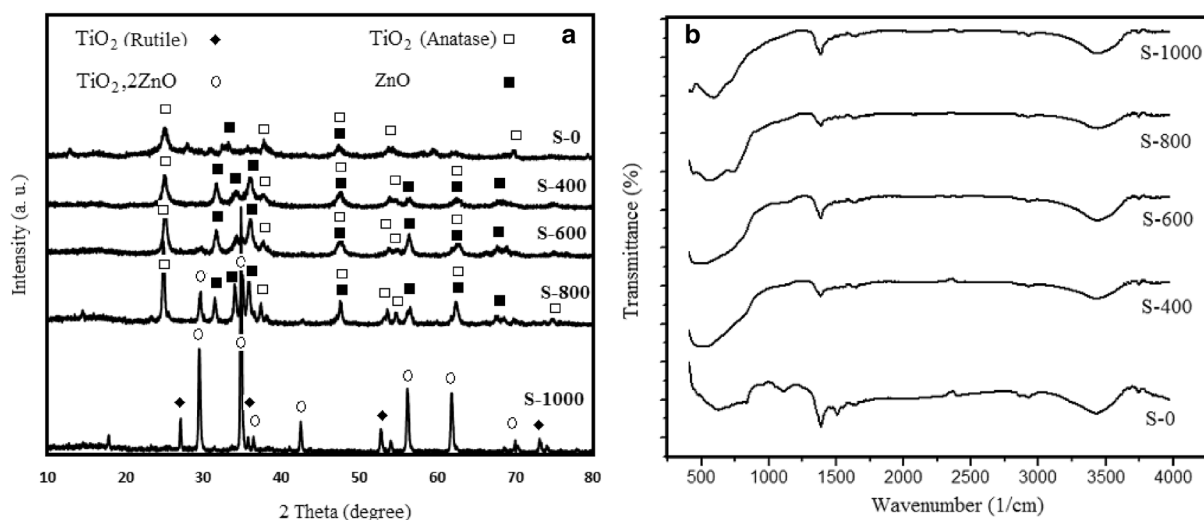 a
TiO2 (Rutile) ◆ TiO2 (Anatase) □
TiO2,2ZnO ○ ZnO ■
S-0
S-400
S-600
S-800
S-1000
Intensity (a. u.)
10 20 30 40 50 60 70 80
2 Theta (degree)
b
S-1000
S-800
S-600
S-400
S-0
Transmittance (%)
500 1000 1500 2000 2500 3000 3500 4000
Wavenumber (1/cm)